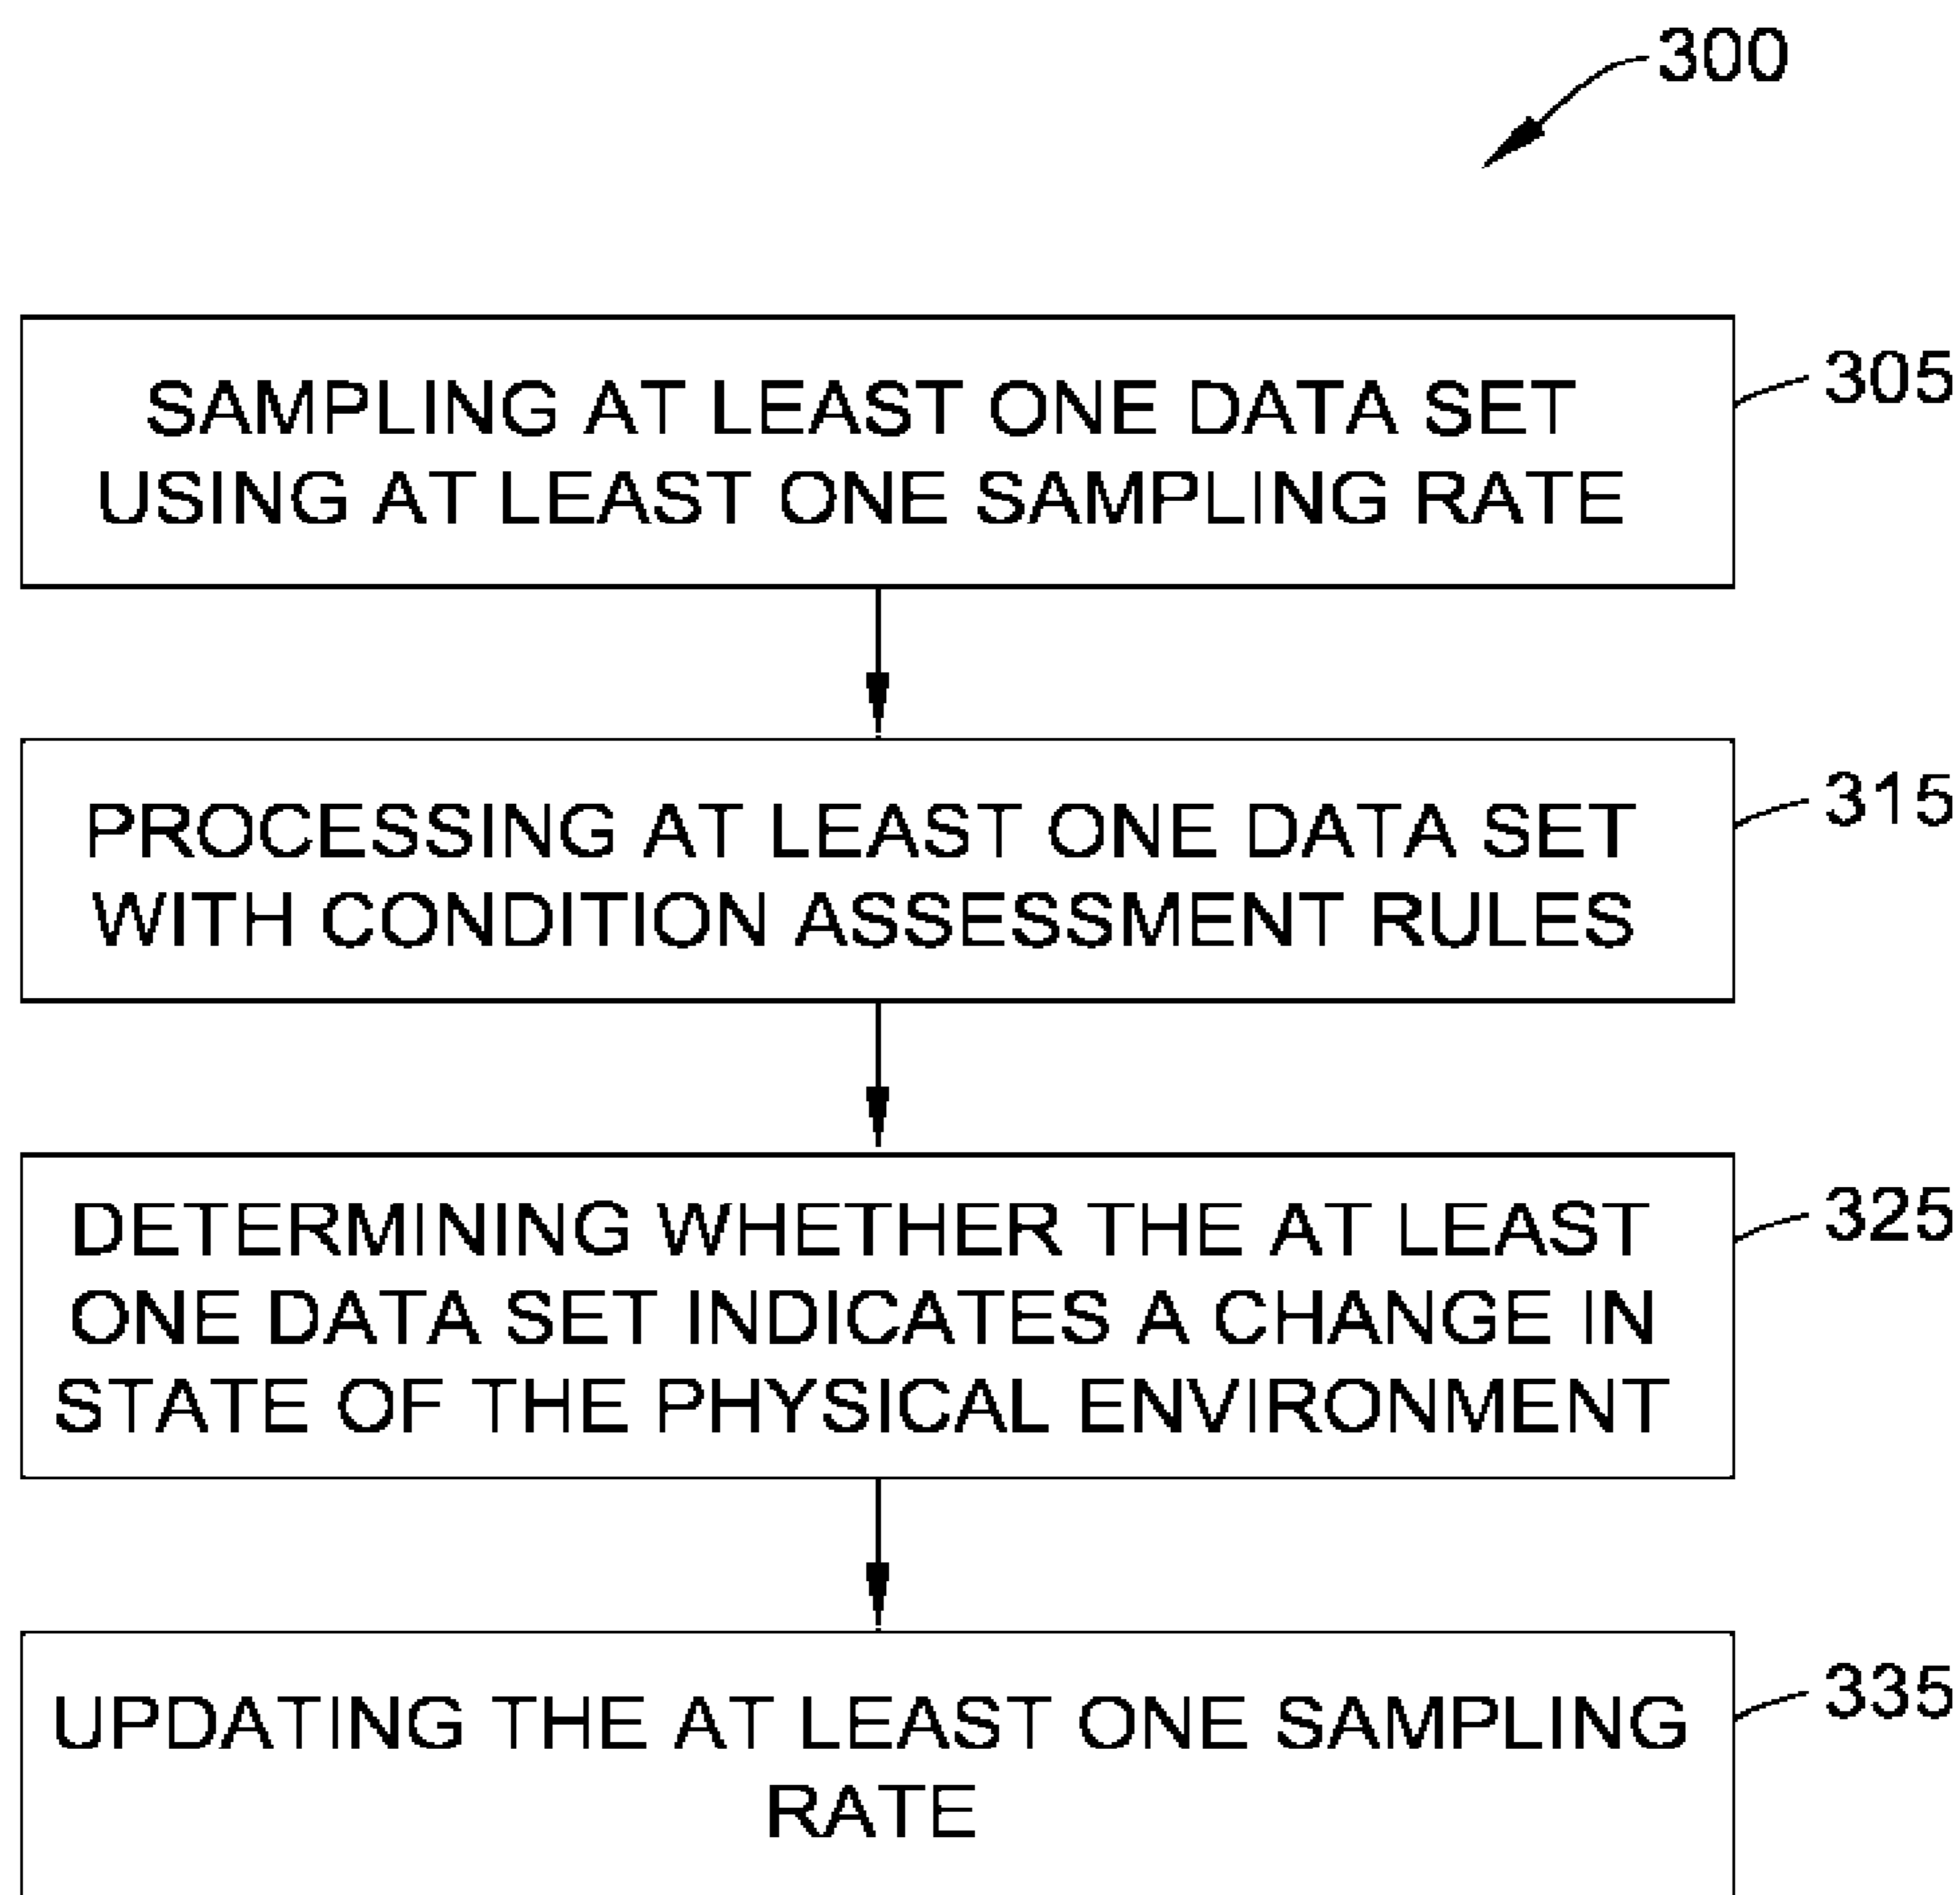 300
SAMPLING AT LEAST ONE DATA SET
USING AT LEAST ONE SAMPLING RATE
305
PROCESSING AT LEAST ONE DATA SET
WITH CONDITION ASSESSMENT RULES
315
DETERMINING WHETHER THE AT LEAST
ONE DATA SET INDICATES A CHANGE IN
STATE OF THE PHYSICAL ENVIRONMENT
325
UPDATING THE AT LEAST ONE SAMPLING
RATE
335